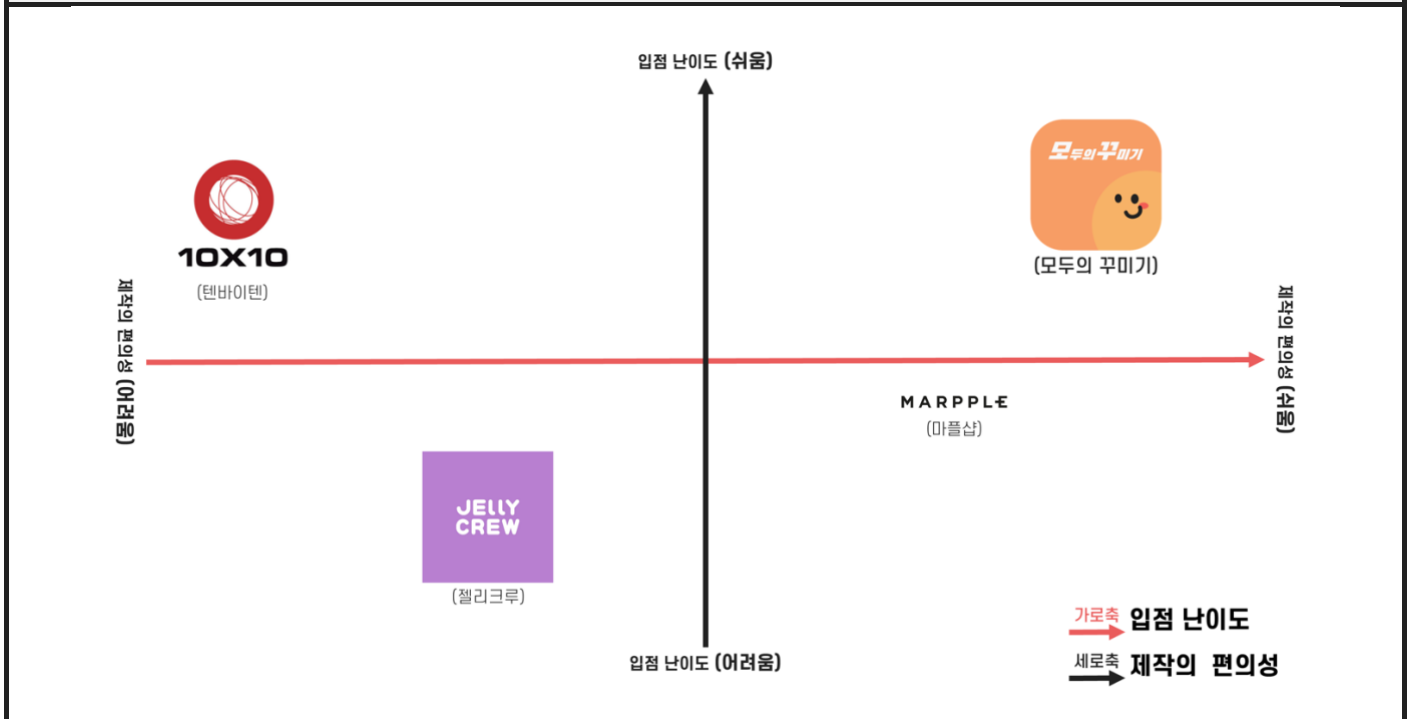 입점 난이도 (쉬움)
모두의꾸미기
(모두의 꾸미기)
10X10
(텐바이텐)
제작의 편의성 (어려움)
제작의 편의성 (쉬움)
MARPPLE
(마플샵)
JELLY
CREW
(젤리크루)
가로축 입점 난이도
세로축 제작의 편의성
입점 난이도 (어려움)